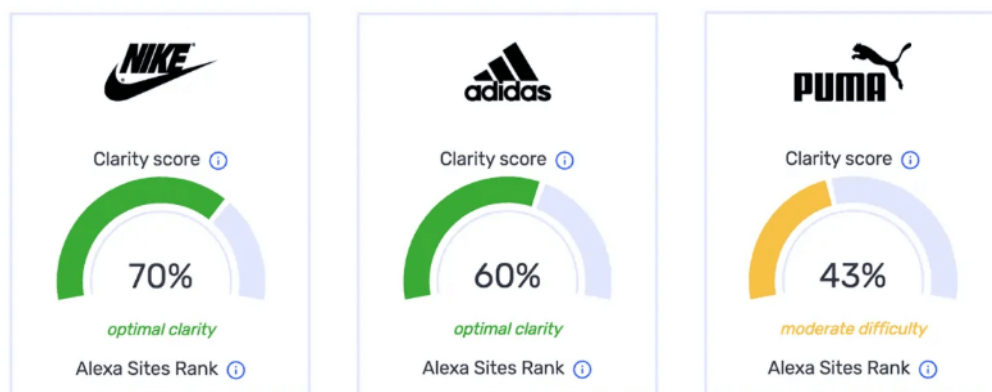 NIKE
Clarity score
70%
optimal clarity
Alexa Sites Rank
adidas
Clarity score
60%
optimal clarity
Alexa Sites Rank
PUMA
Clarity score
43%
moderate difficulty
Alexa Sites Rank